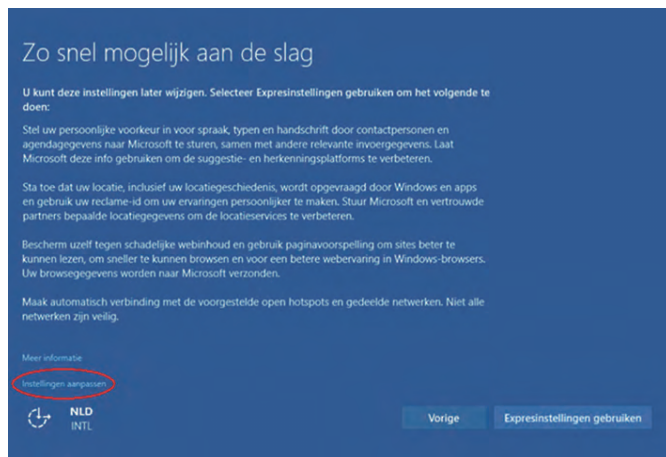 Zo snel mogelijk aan de slag
U kunt deze instellingen later wijzigen. Selecteer Expresinstellingen gebruiken om het volgende te
doen:
Stel uw persoonlijke voorkeur in voor spraak, typen en handschrift door contactpersonen en
agendagegevens naar Microsoft te sturen, samen met andere relevante invoergegevens. Laat
Microsoft deze info gebruiken om de suggestie- en herkenningsplatforms te verbeteren.
Sta toe dat uw locatie, inclusief uw locatiegeschiedenis, wordt opgevraagd door Windows en apps
en gebruik uw reclame-id om uw ervaringen persoonlijker te maken. Stuur Microsoft en vertrouwde
partners bepaalde locatiegegevens om de locatieservices te verbeteren.
Bescherm uzelf tegen schadelijke webinhoud en gebruik paginavoorspelling om sites beter te
kunnen lezen, om sneller te kunnen browsen en voor een betere webervaring in Windows-browsers.
Uw browsegegevens worden naar Microsoft verzonden.
Maak automatisch verbinding met de voorgestelde open hotspots en gedeelde netwerken. Niet alle
netwerken zijn veilig.
Meer informatie
Instellingen aanpassen
NLD
INTL
Vorige
Expresinstellingen gebruiken